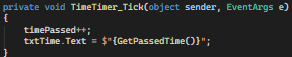 private void TimeTimer_Tick(object sender, EventArgs e)
{
timePassed++;
txtTime.Text = $"{GetPassedTime()}";
}